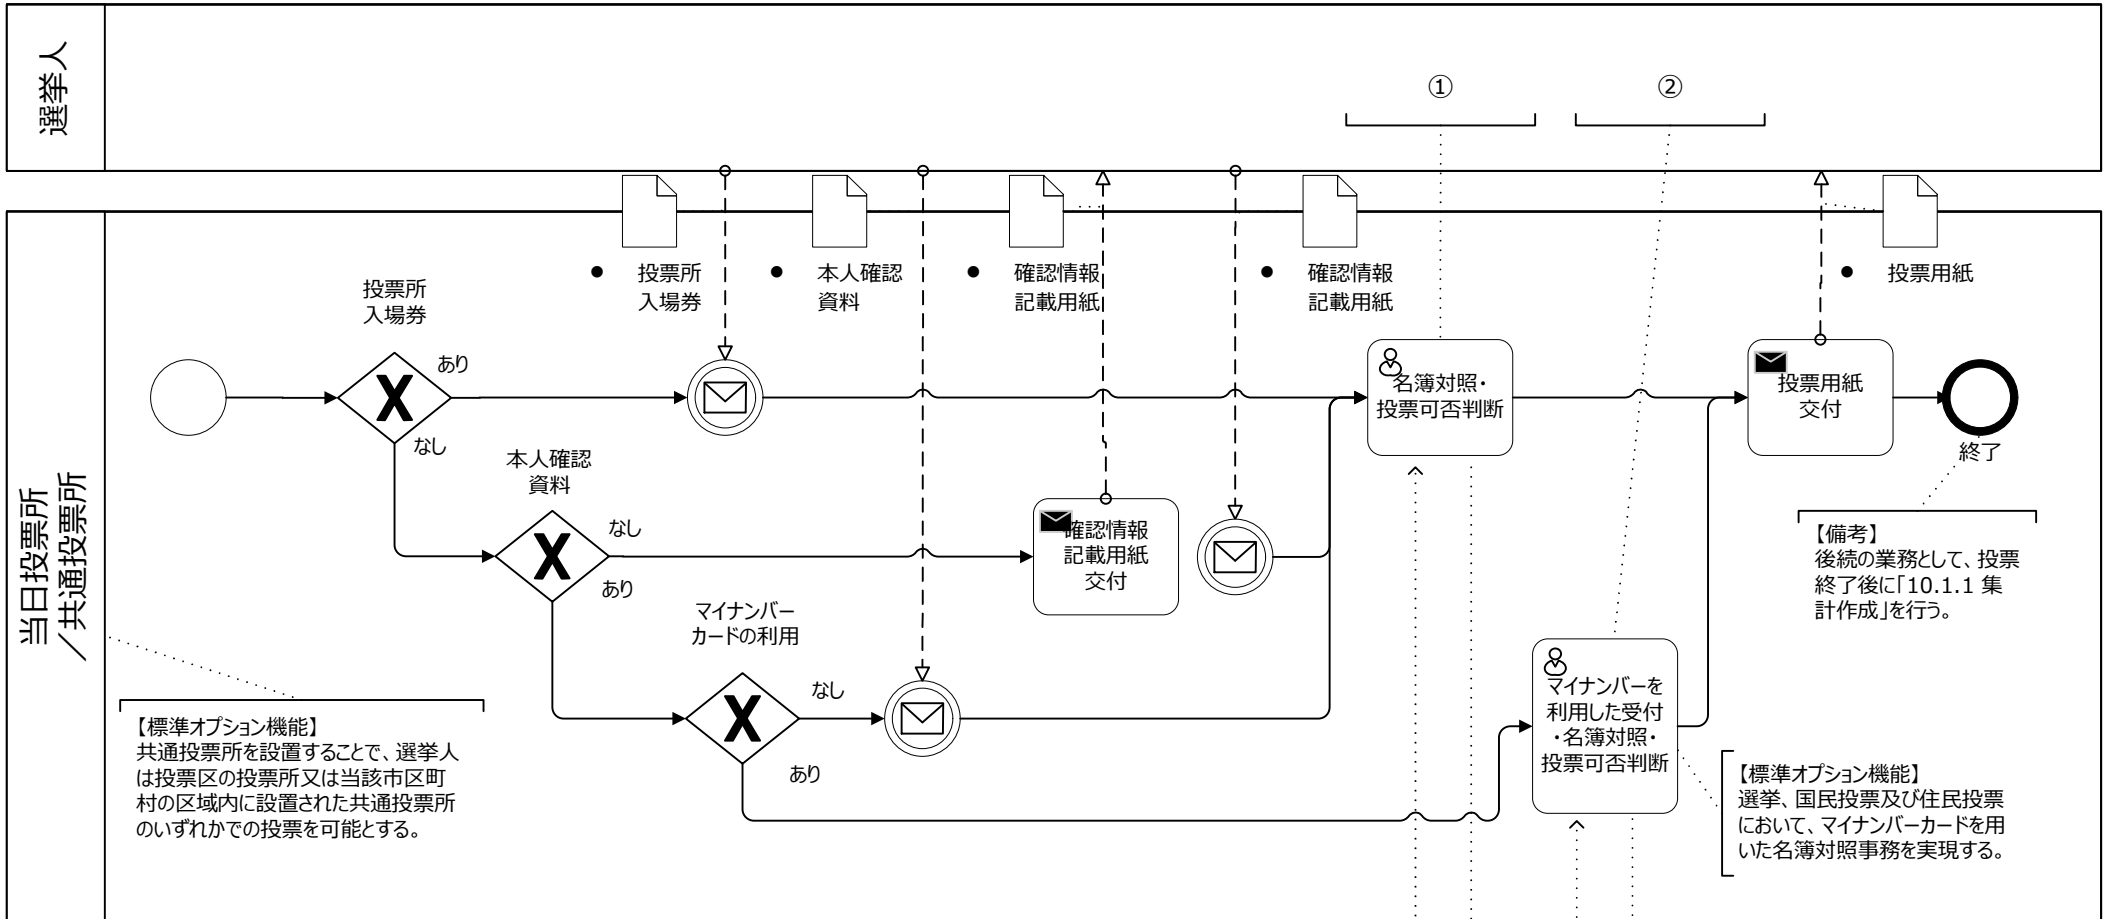 選挙人
①
②
● 投票所
入場券
● 本人確認
資料
● 確認情報
記載用紙
● 確認情報
記載用紙
● 投票用紙
当日投票所
／共通投票所
投票所
入場券
あり
なし
名簿対照・
投票可否判断
投票用紙
交付
終了
本人確認
資料
なし
あり
確認情報
記載用紙
交付
【備考】
後続の業務として、投票
終了後に「10.1.1 集
計作成」を行う。
マイナンバー
カードの利用
なし
あり
マイナンバーを
利用した受付
・名簿対照・
投票可否判断
【標準オプション機能】
共通投票所を設置することで、選挙人
は投票区の投票所又は当該市区町
村の区域内に設置された共通投票所
のいずれかでの投票を可能とする。
【標準オプション機能】
選挙、国民投票及び住民投票
において、マイナンバーカードを用
いた名簿対照事務を実現する。